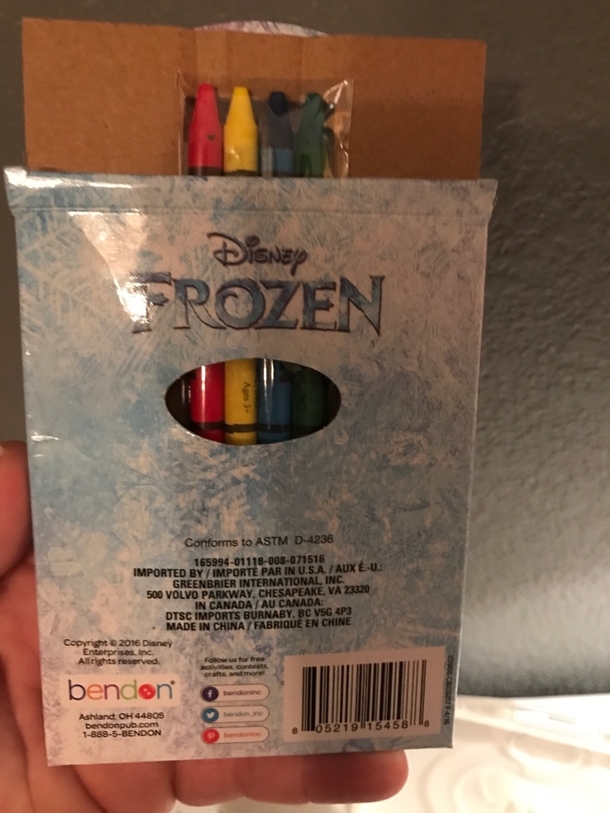 Disney
FROZEN
Ages 3+
Conforms to ASTM D-4236
165994-01118-008-071516
IMPORTED BY / IMPORTÉ PAR IN U.S.A. / AUX É.-U.:
GREENBRIER INTERNATIONAL, INC.
500 VOLVO PARKWAY, CHESAPEAKE, VA 23320
IN CANADA / AU CANADA:
DTSC IMPORTS BURNABY, BC V5G 4P3
MADE IN CHINA / FABRIQUÉ EN CHINE
Copyright © 2016 Disney
Enterprises, Inc.
All rights reserved.
bendon
Ashland, OH 44805
bendonpub.com
1-888-5-BENDON
Follow us for free
activities, contests,
crafts, and more!
bendoninc
bendon_inc
bendoninc
8 05219 15458 8